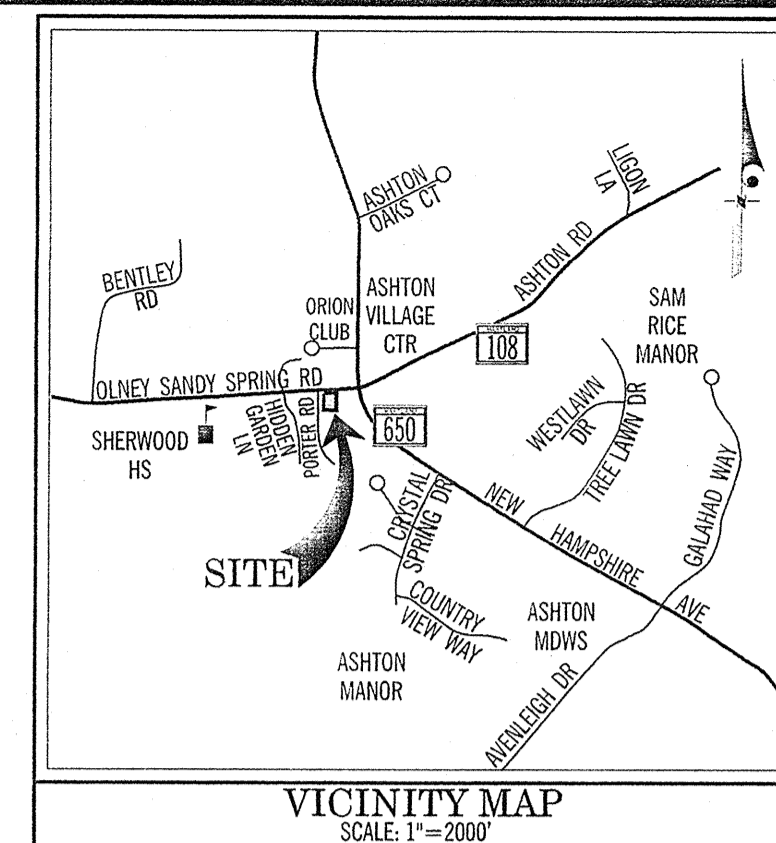 ASHTON
OAKS CT
LIGON
LA
BENTLEY
RD
ORION
CLUB
ASHTON
VILLAGE
CTR
ASHTON RD
SAM
RICE
MANOR
108
OLNEY SANDY SPRING RD
SHERWOOD
HS
HIDDEN
GARDEN
LN
PORTER RD
650
WESTLAWN
DR
TREE LAWN DR
GALAHAD WAY
CRYSTAL
SPRING DR
NEW HAMPSHIRE AVE
SITE
COUNTRY
VIEW WAY
ASHTON
MDWS
ASHTON
MANOR
AVENLEIGH DR
VICINITY MAP
SCALE: 1"=2000'